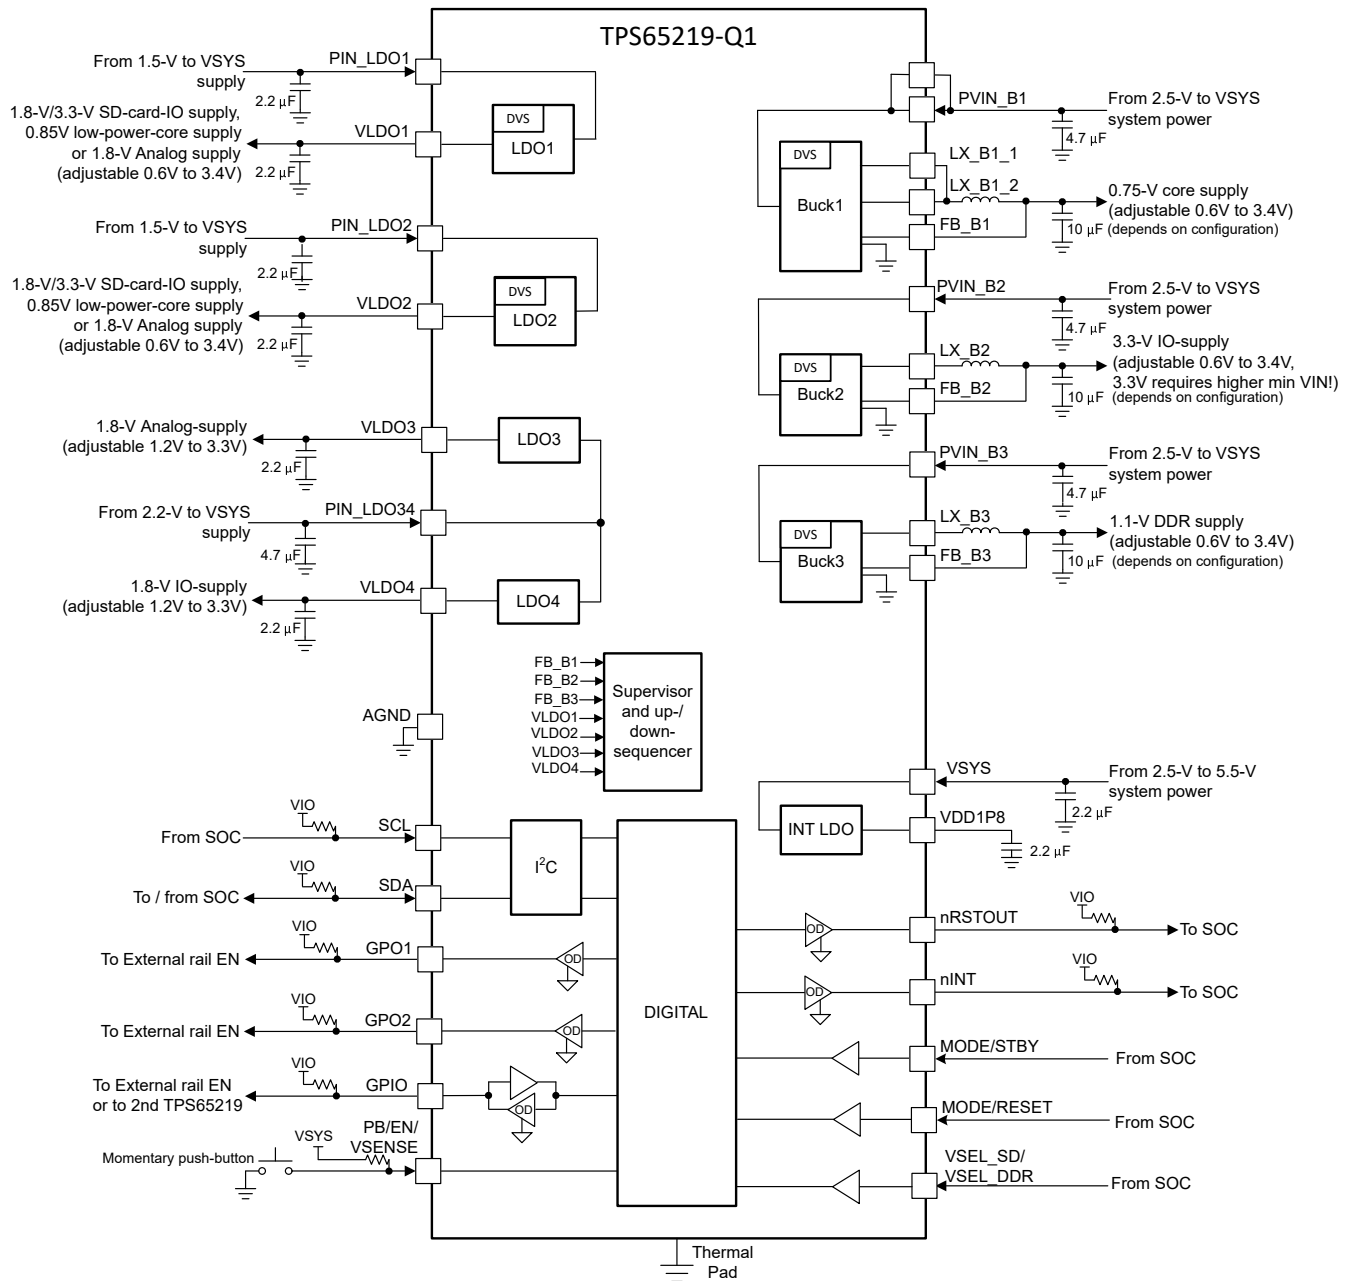 TPS65219-Q1
From 1.5-V to VSYS
supply
PIN_LDO1
2.2 μF
1.8-V/3.3-V SD-card-IO supply,
0.85V low-power-core supply
or 1.8-V Analog supply
(adjustable 0.6V to 3.4V)
VLDO1
2.2 μF
DVS
LDO1
From 1.5-V to VSYS
supply
PIN_LDO2
2.2 μF
1.8-V/3.3-V SD-card-IO supply,
0.85V low-power-core supply
or 1.8-V Analog supply
(adjustable 0.6V to 3.4V)
VLDO2
2.2 μF
DVS
LDO2
1.8-V Analog-supply
(adjustable 1.2V to 3.3V)
VLDO3
2.2 μF
LDO3
From 2.2-V to VSYS
supply
PIN_LDO34
4.7 μF
1.8-V IO-supply
(adjustable 1.2V to 3.3V)
VLDO4
2.2 μF
LDO4
PVIN_B1
From 2.5-V to VSYS
system power
4.7 μF
DVS
Buck1
LX_B1_1
LX_B1_2
FB_B1
0.75-V core supply
(adjustable 0.6V to 3.4V)
10 μF (depends on configuration)
PVIN_B2
From 2.5-V to VSYS
system power
4.7 μF
DVS
Buck2
LX_B2
FB_B2
3.3-V IO-supply
(adjustable 0.6V to 3.4V,
3.3V requires higher min VIN!)
10 μF (depends on configuration)
PVIN_B3
From 2.5-V to VSYS
system power
4.7 μF
DVS
Buck3
LX_B3
FB_B3
1.1-V DDR supply
(adjustable 0.6V to 3.4V)
10 μF (depends on configuration)
FB_B1
FB_B2
FB_B3
VLDO1
VLDO2
VLDO3
VLDO4
Supervisor
and up-/
down-
sequencer
AGND
VSYS
From 2.5-V to 5.5-V
system power
2.2 μF
INT LDO
VDD1P8
2.2 μF
From SOC
VIO
SCL
To / from SOC
VIO
SDA
I2C
To External rail EN
VIO
GPO1
OD
To External rail EN
VIO
GPO2
OD
To External rail EN
or to 2nd TPS65219
VIO
GPIO
OD
Momentary push-button
VSYS
PB/EN/
VSENSE
DIGITAL
OD
nRSTOUT
VIO
To SOC
OD
nINT
VIO
To SOC
MODE/STBY
From SOC
MODE/RESET
From SOC
VSEL_SD/
VSEL_DDR
From SOC
Thermal
Pad